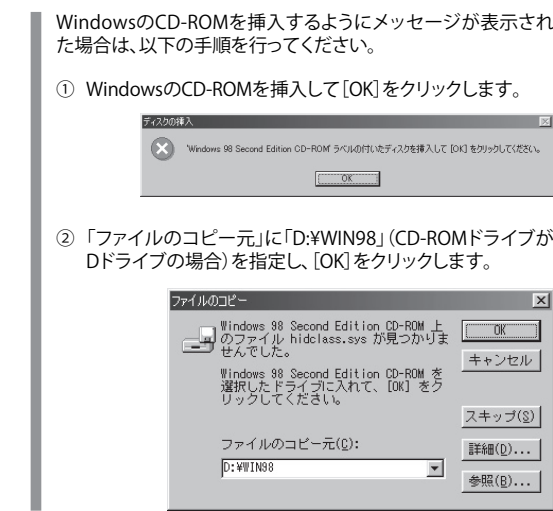 WindowsのCD-ROMを挿入するようにメッセージが表示され
た場合は、以下の手順を行ってください。
① WindowsのCD-ROMを挿入して[OK]をクリックします。
ディスクの挿入
'Windows 98 Second Edition CD-ROM' ラベルの付いたディスクを挿入して [OK] をクリックしてください。
OK
② 「ファイルのコピー元」に「D:¥WIN98」(CD-ROMドライブが
Dドライブの場合)を指定し、[OK]をクリックします。
ファイルのコピー
Windows 98 Second Edition CD-ROM 上
のファイル hidclass.sys が見つかりま
せんでした。
Windows 98 Second Edition CD-ROM を
選択したドライブに入れて、[OK] をク
リックしてください。
ファイルのコピー元(C):
D:¥WIN98
OK
キャンセル
スキップ(S)
詳細(D)...
参照(B)...